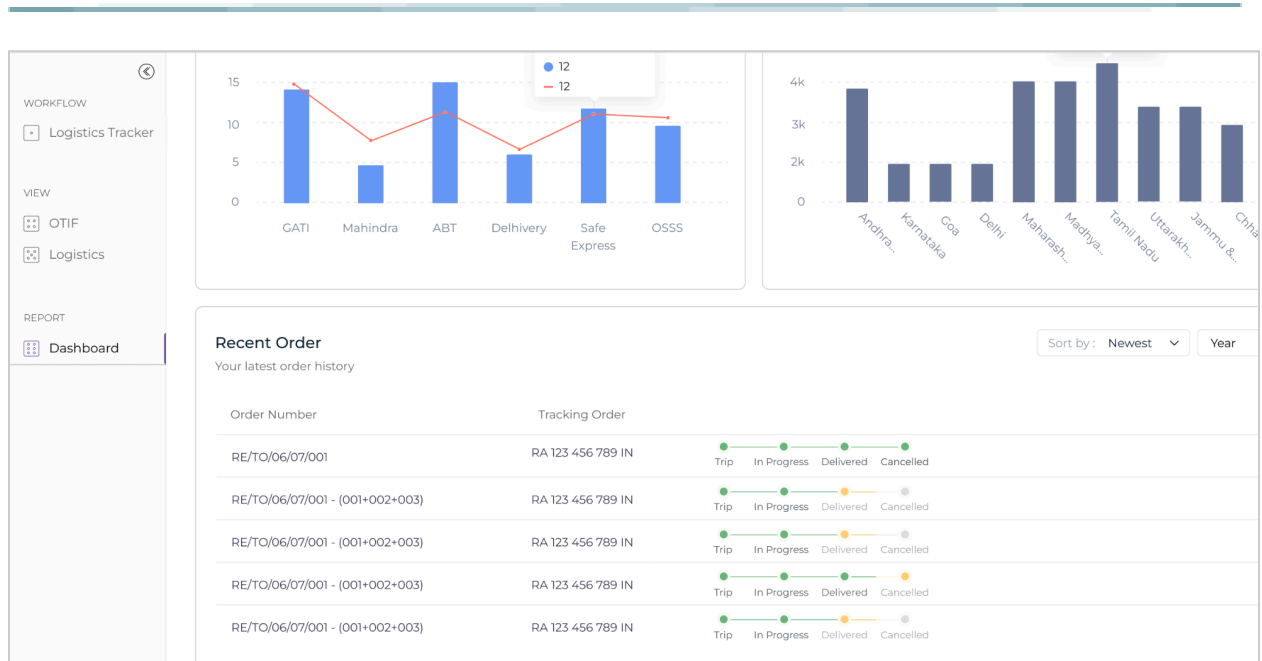 WORKFLOW
Logistics Tracker
VIEW
OTIF
Logistics
REPORT
Dashboard
12
12
15
10
5
0
GATI
Mahindra
ABT
Delhivery
Safe
Express
OSSS
4k
3k
2k
0
Andhra...
Karnataka
Goa
Delhi
Maharash...
Madhya...
Tamil Nadu
Uttarakh...
Jammu &...
Chha
Recent Order
Your latest order history
Sort by : Newest
Year
Order Number Tracking Order
RE/TO/06/07/001 RA 123 456 789 IN
Trip In Progress Delivered Cancelled
RE/TO/06/07/001 - (001+002+003) RA 123 456 789 IN
Trip In Progress Delivered Cancelled
RE/TO/06/07/001 - (001+002+003) RA 123 456 789 IN
Trip In Progress Delivered Cancelled
RE/TO/06/07/001 - (001+002+003) RA 123 456 789 IN
Trip In Progress Delivered Cancelled
RE/TO/06/07/001 - (001+002+003) RA 123 456 789 IN
Trip In Progress Delivered Cancelled